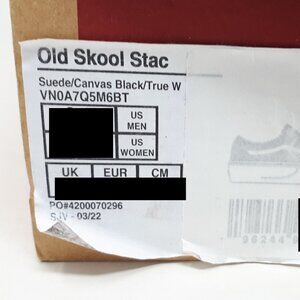 Old Skool Stac
Suede/Canvas Black/True W
VN0A7Q5M6BT
US
MEN
US
WOMEN
UK EUR CM
PO#4200070296
SJV - 03/22
96244